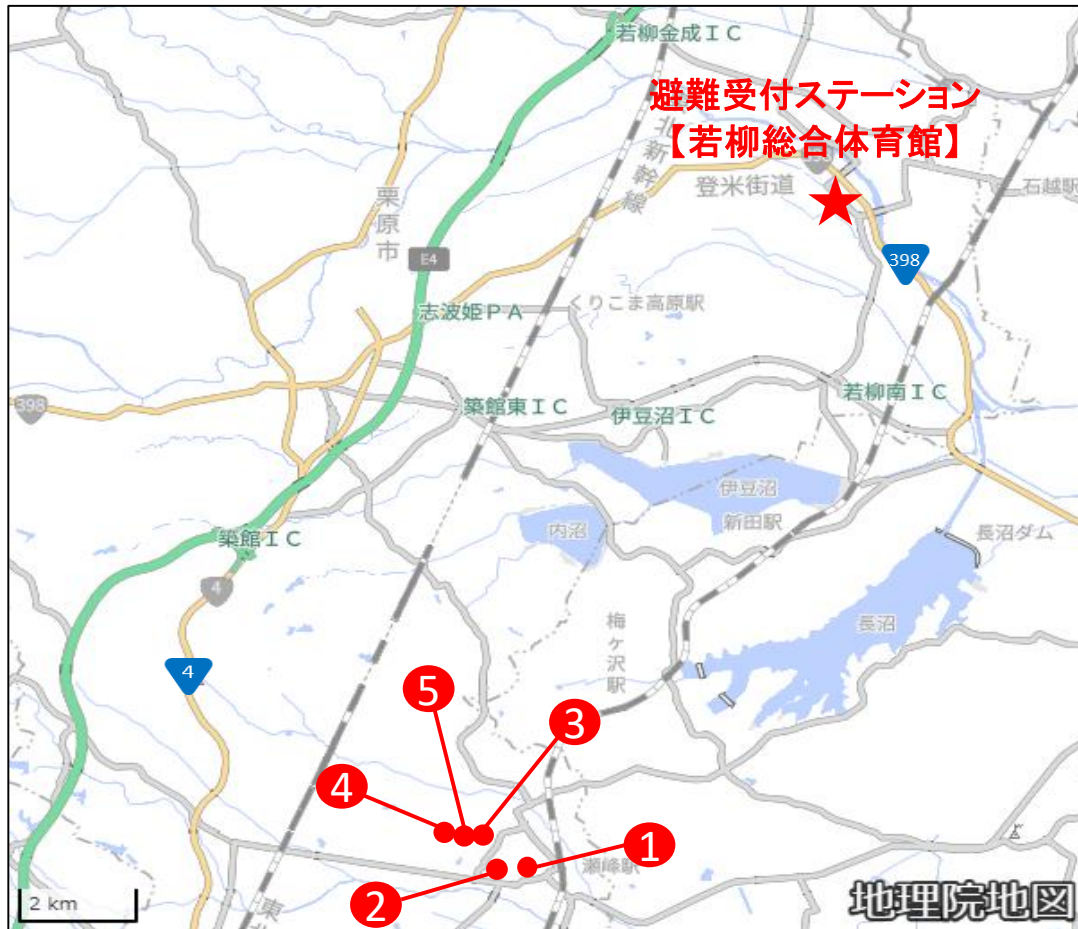 若柳金成IC
避難受付ステーション
【若柳総合体育館】
北新幹線
登米街道
石越駅
栗原市
398
E4
くりこま高原駅
志波姫PA
398
築館東IC
伊豆沼IC
若柳南IC
伊豆沼
新田駅
内沼
長沼ダム
築館IC
4
長沼
梅ヶ沢駅
4
5
3
4
1
瀬峰駅
2
2 km
東
地理院地図